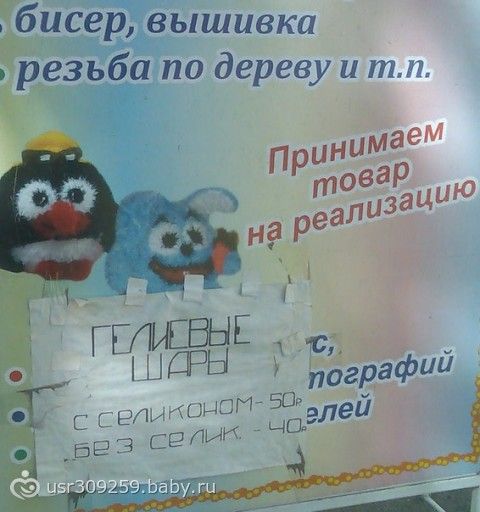 бисер, вышивка
резьба по дереву и т.п.
Принимаем
товар
на реализацию
ГЕЛИЕВЫЕ
ШАРЫ
С СЕЛИКОНОМ - 50р.
БЕЗ СЕЛИК. - 40р.
с,
тографий
елей
usr309259.baby.ru